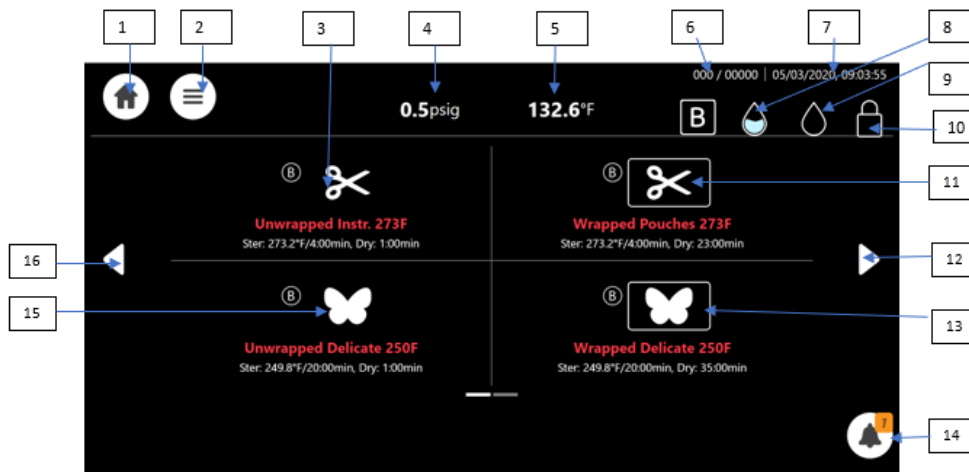 1 2 3 4 5 6 7 8
9
10
11
12
13
14
15
16
000 / 00000 | 05/03/2020, 09:03:55
0.5psig 132.6°F B
B B
Unwrapped Instr. 273F Wrapped Pouches 273F
Ster: 273.2°F/4:00min, Dry: 1:00min Ster: 273.2°F/4:00min, Dry: 23:00min
B B
Unwrapped Delicate 250F Wrapped Delicate 250F
Ster: 249.8°F/20:00min, Dry: 1:00min Ster: 249.8°F/20:00min, Dry: 35:00min
7